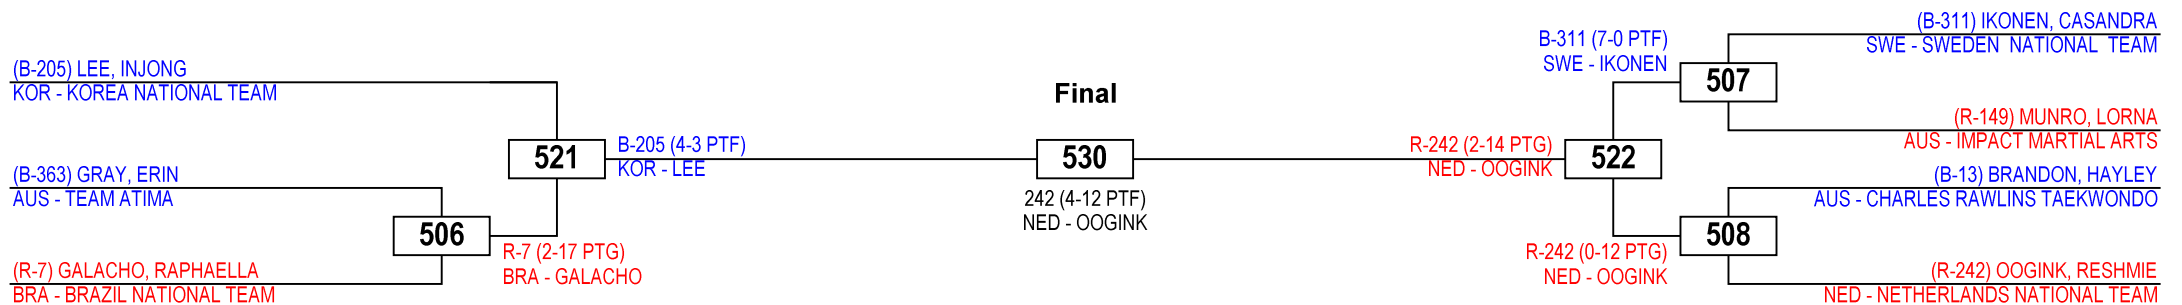 (B-205) LEE, INJONG
KOR - KOREA NATIONAL TEAM
(B-363) GRAY, ERIN
AUS - TEAM ATIMA
(R-7) GALACHO, RAPHAELLA
BRA - BRAZIL NATIONAL TEAM
506
R-7 (2-17 PTG)
BRA - GALACHO
521
B-205 (4-3 PTF)
KOR - LEE
Final
530
242 (4-12 PTF)
NED - OOGINK
R-242 (2-14 PTG)
NED - OOGINK
522
B-311 (7-0 PTF)
SWE - IKONEN
507
R-242 (0-12 PTG)
NED - OOGINK
508
(B-311) IKONEN, CASANDRA
SWE - SWEDEN NATIONAL TEAM
(R-149) MUNRO, LORNA
AUS - IMPACT MARTIAL ARTS
(B-13) BRANDON, HAYLEY
AUS - CHARLES RAWLINS TAEKWONDO
(R-242) OOGINK, RESHMIE
NED - NETHERLANDS NATIONAL TEAM